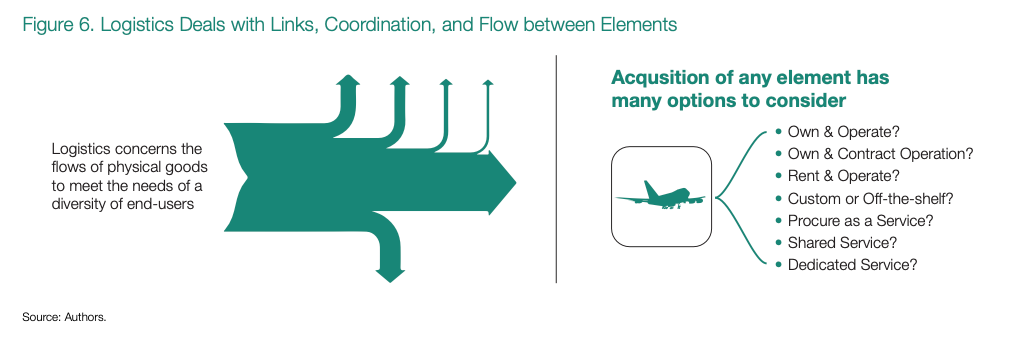 Figure 6. Logistics Deals with Links, Coordination, and Flow between Elements
Logistics concerns the
flows of physical goods
to meet the needs of a
diversity of end-users
Acqusition of any element has
many options to consider
• Own & Operate?
• Own & Contract Operation?
• Rent & Operate?
• Custom or Off-the-shelf?
• Procure as a Service?
• Shared Service?
• Dedicated Service?
Source: Authors.